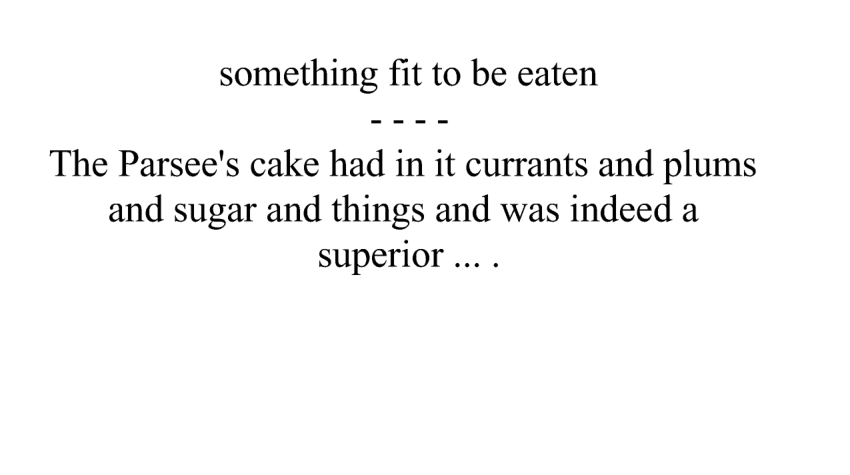 something fit to be eaten
- - - -
The Parsee's cake had in it currants and plums
and sugar and things and was indeed a
superior ... .